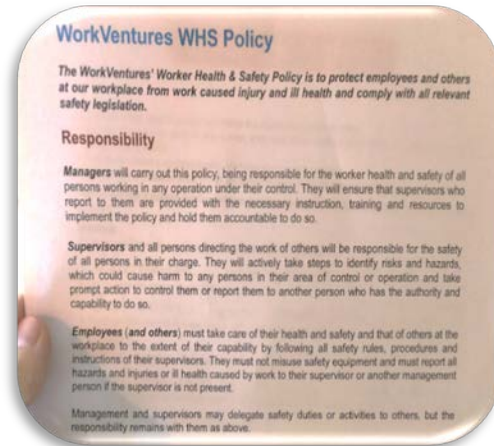 WorkVentures WHS Policy
The WorkVentures' Worker Health & Safety Policy is to protect employees and others
at our workplace from work caused injury and ill health and comply with all relevant
safety legislation.
Responsibility
Managers will carry out this policy, being responsible for the worker health and safety of all
persons working in any operation under their control. They will ensure that supervisors who
report to them are provided with the necessary instruction, training and resources to
implement the policy and hold them accountable to do so.
Supervisors and all persons directing the work of others will be responsible for the safety
of all persons in their charge. They will actively take steps to identify risks and hazards,
which could cause harm to any persons in their area of control or operation and take
prompt action to control them or report them to another person who has the authority and
capability to do so.
Employees (and others) must take care of their health and safety and that of others at the
workplace to the extent of their capability by following all safety rules, procedures and
instructions of their supervisors. They must not misuse safety equipment and must report all
hazards and injuries or ill health caused by work to their supervisor or another management
person if the supervisor is not present.
Management and supervisors may delegate safety duties or activities to others, but the
responsibility remains with them as above.